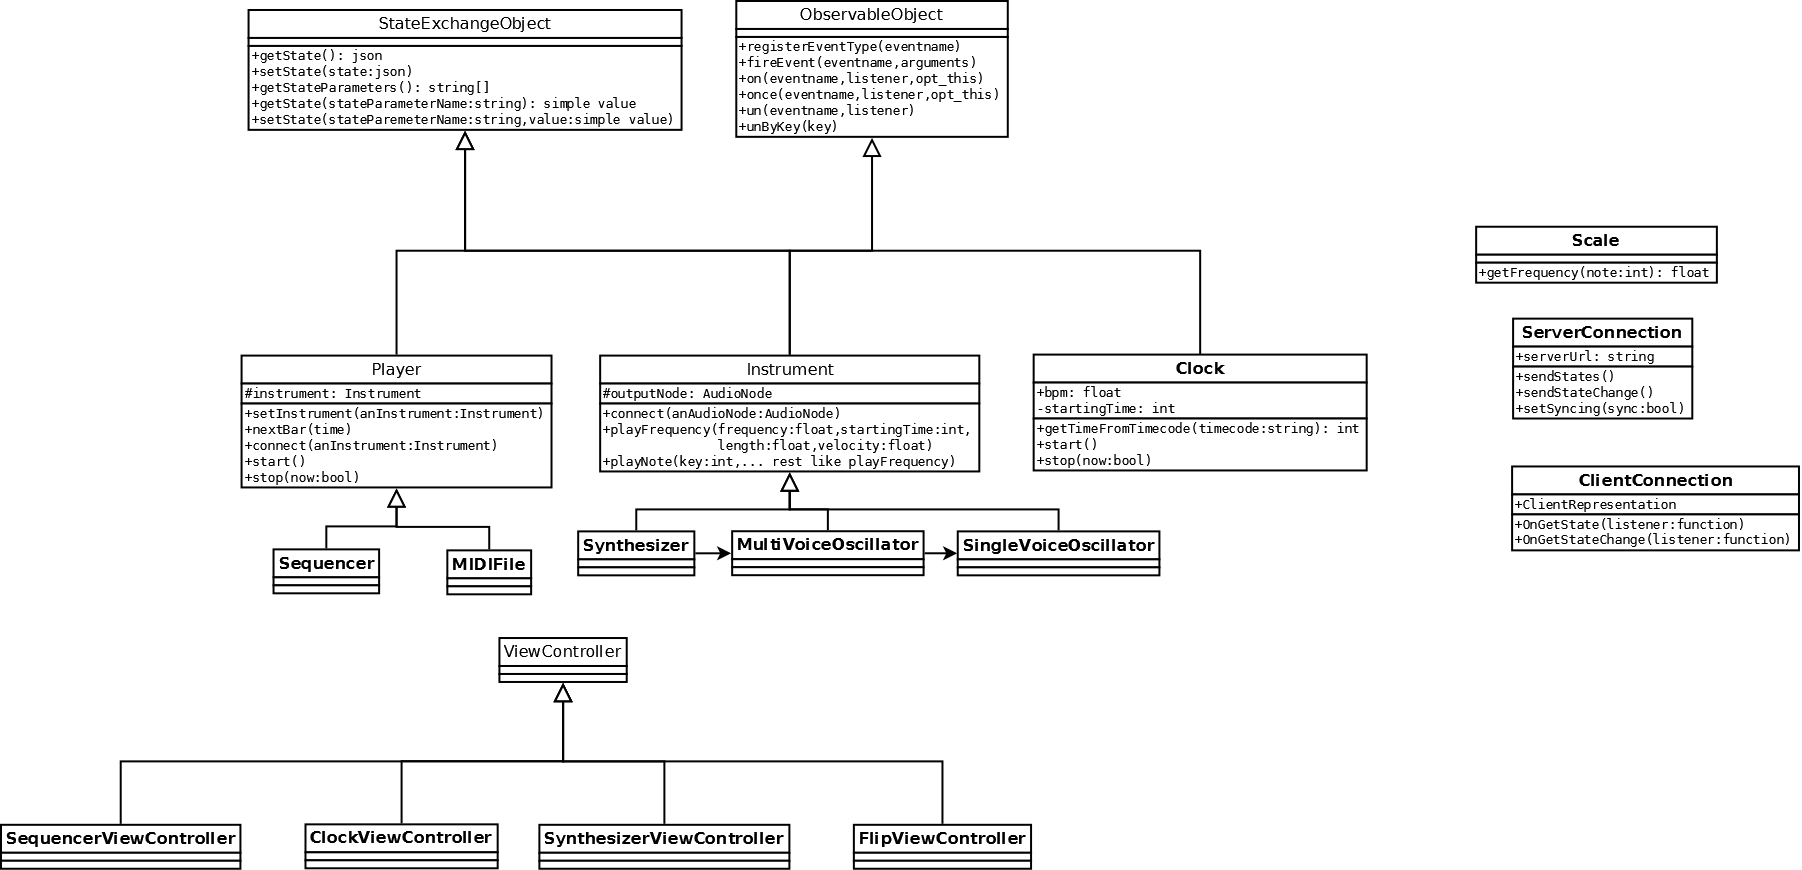 StateExchangeObject
+getState(): json
+setState(state:json)
+getStateParameters(): string[]
+getState(stateParameterName:string): simple value
+setState(stateParemeterName:string,value:simple value)
ObservableObject
+registerEventType(eventname)
+fireEvent(eventname,arguments)
+on(eventname,listener,opt_this)
+once(eventname,listener,opt_this)
+un(eventname,listener)
+unByKey(key)
Scale
+getFrequency(note:int): float
ServerConnection
+serverUrl: string
+sendStates()
+sendStateChange()
+setSyncing(sync:bool)
ClientConnection
+ClientRepresentation
+OnGetState(listener:function)
+OnGetStateChange(listener:function)
Player
#instrument: Instrument
+setInstrument(anInstrument:Instrument)
+nextBar(time)
+connect(anInstrument:Instrument)
+start()
+stop(now:bool)
Instrument
#outputNode: AudioNode
+connect(anAudioNode:AudioNode)
+playFrequency(frequency:float,startingTime:int,
length:float,velocity:float)
+playNote(key:int,... rest like playFrequency)
Clock
+bpm: float
-startingTime: int
+getTimeFromTimecode(timecode:string): int
+start()
+stop(now:bool)
Sequencer
MIDIFile
Synthesizer
MultiVoiceOscillator
SingleVoiceOscillator
ViewController
SequencerViewController
ClockViewController
SynthesizerViewController
FlipViewController